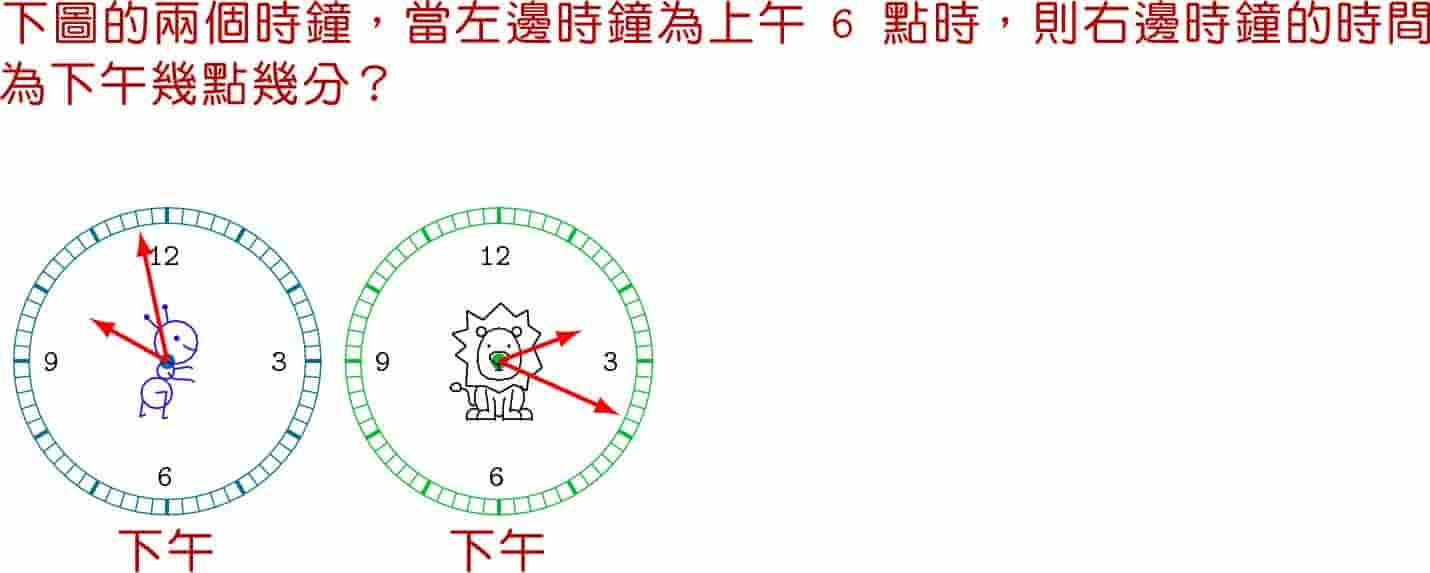 下圖的兩個時鐘，當左邊時鐘為上午 6 點時，則右邊時鐘的時間
為下午幾點幾分？
12 12
9 3 9 3
6 6
下午 下午